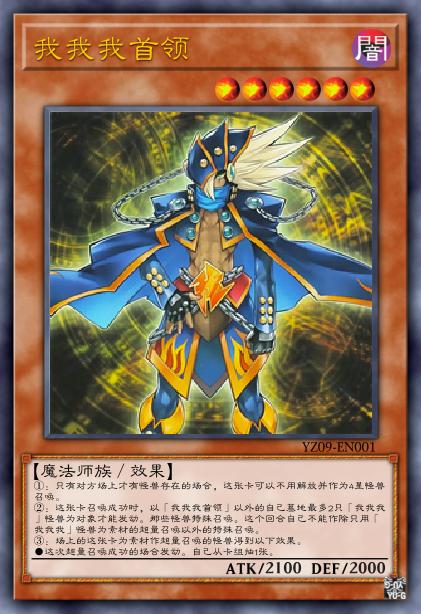 我我我首领
闇
YZ09-EN001
【魔法师族／效果】
①：只有对方场上才有怪兽存在的场合，这张卡可以不用解放并作为4星怪兽
召唤。
②：这张卡召唤成功时，以「我我我首领」以外的自己墓地最多2只「我我我
」怪兽为对象才能发动。那些怪兽特殊召唤。这个回合自己不能作除只用「
我我我」怪兽为素材的超量召唤以外的特殊召唤。
③：场上的这张卡为素材作超量召唤的怪兽得到以下效果。
●这次超量召唤成功的场合发动。自己从卡组抽1张。
ATK/2100 DEF/2000